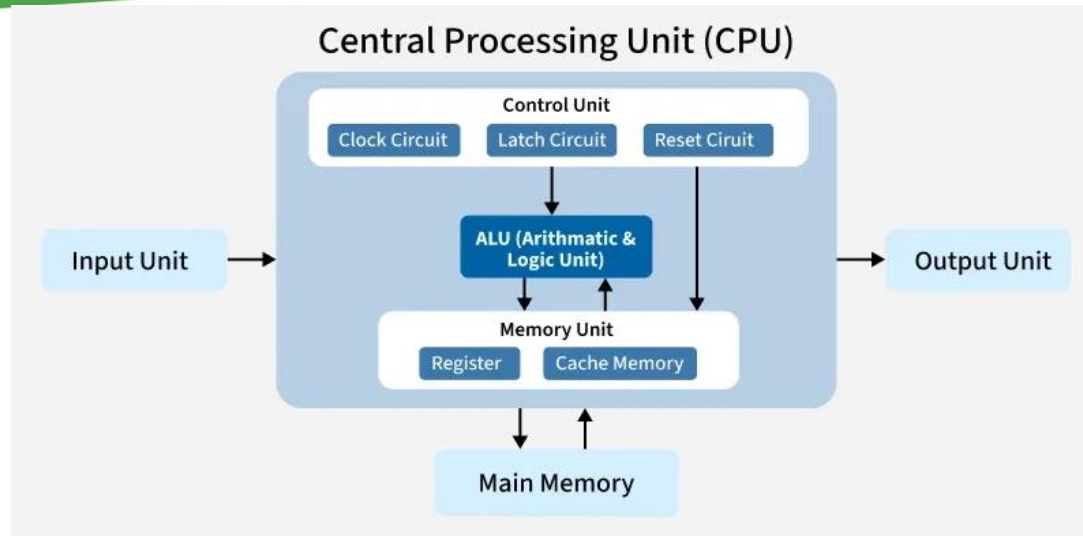 Central Processing Unit (CPU)
Control Unit
Clock Circuit
Latch Circuit
Reset Ciruit
ALU (Arithmatic &
Logic Unit)
Input Unit
Output Unit
Memory Unit
Register
Cache Memory
Main Memory